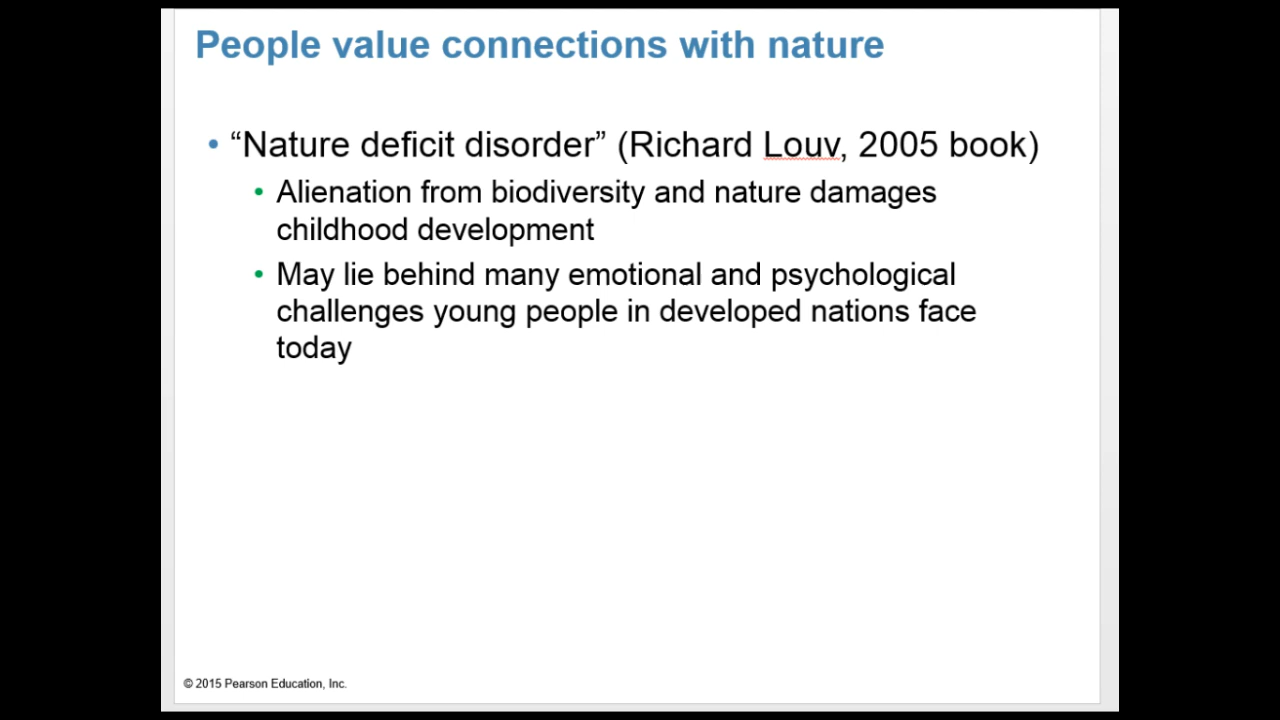 People value connections with nature
• “Nature deficit disorder” (Richard Louv, 2005 book)
• Alienation from biodiversity and nature damages
childhood development
• May lie behind many emotional and psychological
challenges young people in developed nations face
today
© 2015 Pearson Education, Inc.